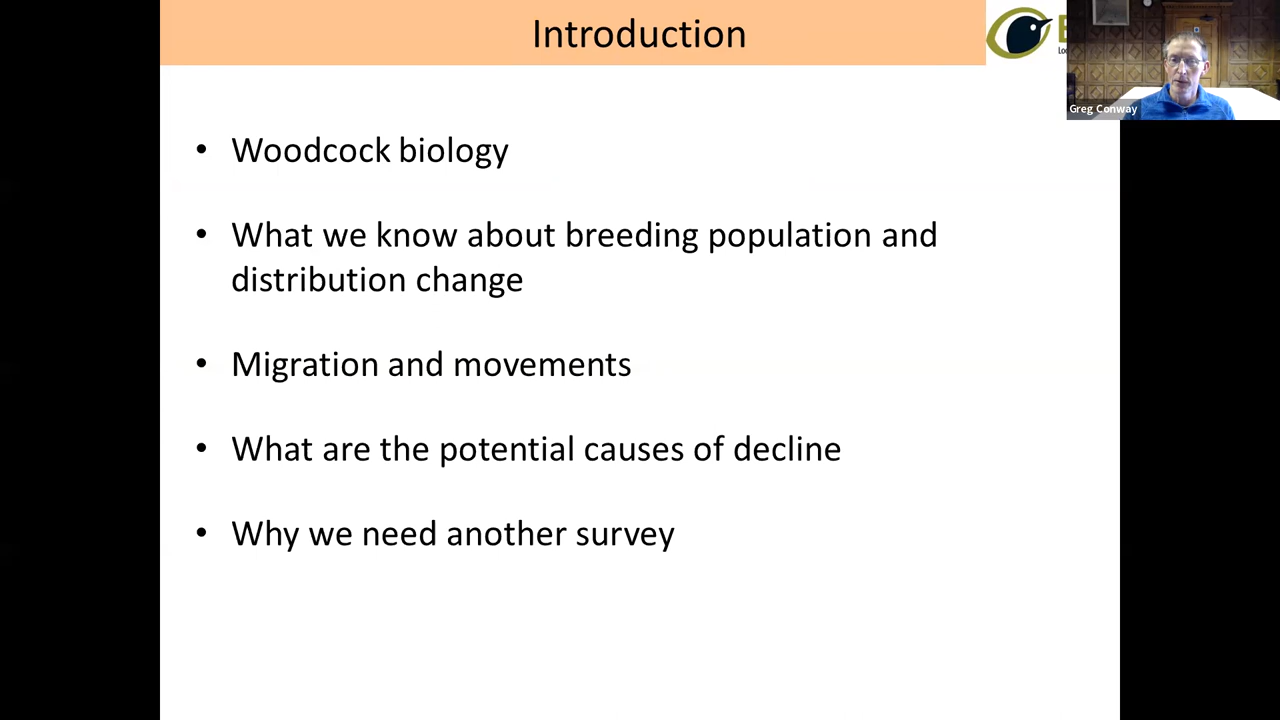 Introduction
Greg Conway
• Woodcock biology
• What we know about breeding population and
distribution change
• Migration and movements
• What are the potential causes of decline
• Why we need another survey